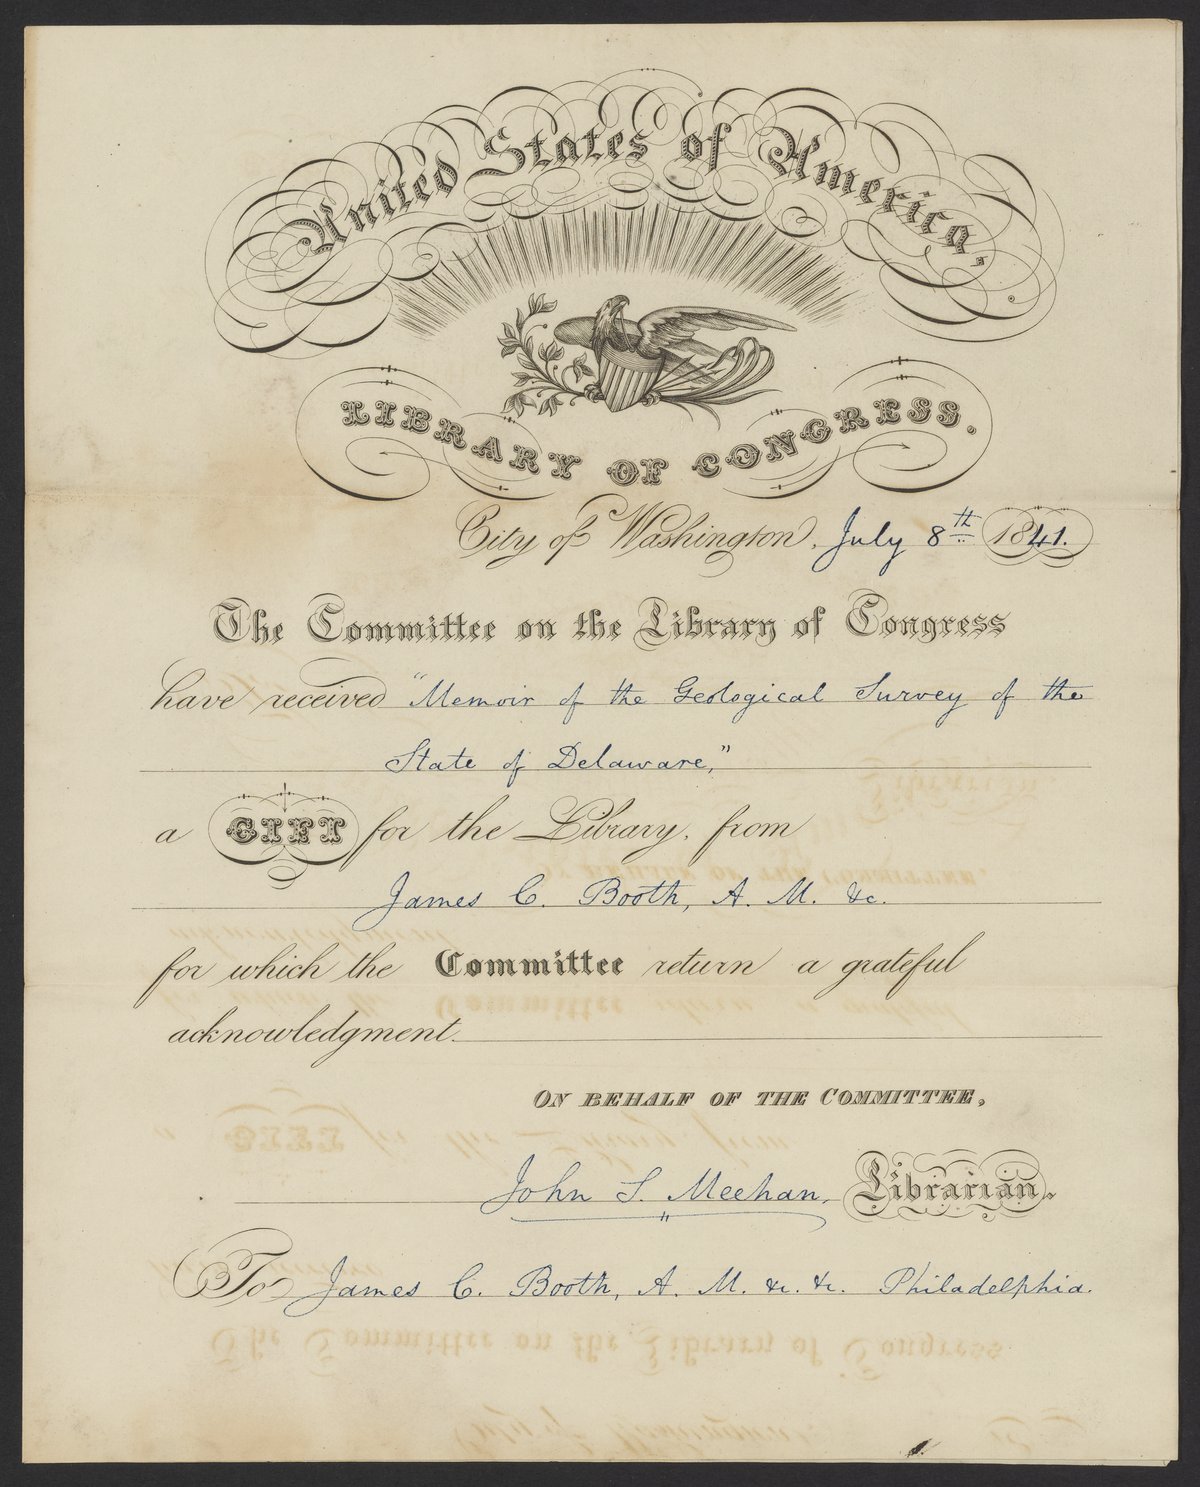 United States of America,
LIBRARY OF CONGRESS.
City of Washington, July 8th 1841.
The Committee on the Library of Congress
have received "Memoir of the Geological Survey of the
State of Delaware,"
a GIFT for the Library, from
James C. Booth, A. M. &c.
for which the Committee return a grateful
acknowledgment.
ON BEHALF OF THE COMMITTEE,
John S. Meehan, Librarian.
To James C. Booth, A. M. &c. &c. Philadelphia.